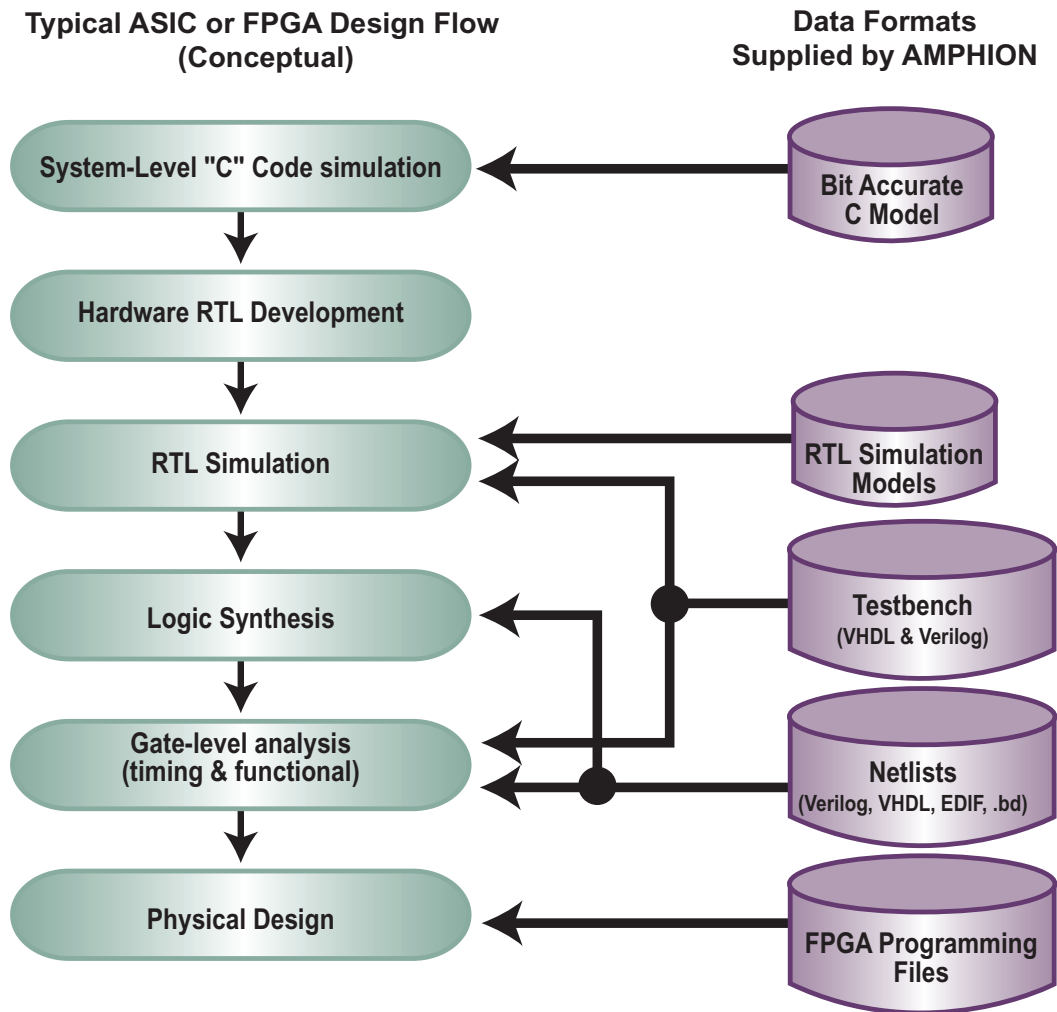 Typical ASIC or FPGA Design Flow
(Conceptual)
Data Formats
Supplied by AMPHION
System-Level "C" Code simulation
Bit Accurate
C Model
Hardware RTL Development
RTL Simulation
RTL Simulation
Models
Logic Synthesis
Testbench
(VHDL & Verilog)
Gate-level analysis
(timing & functional)
Netlists
(Verilog, VHDL, EDIF, .bd)
Physical Design
FPGA Programming
Files